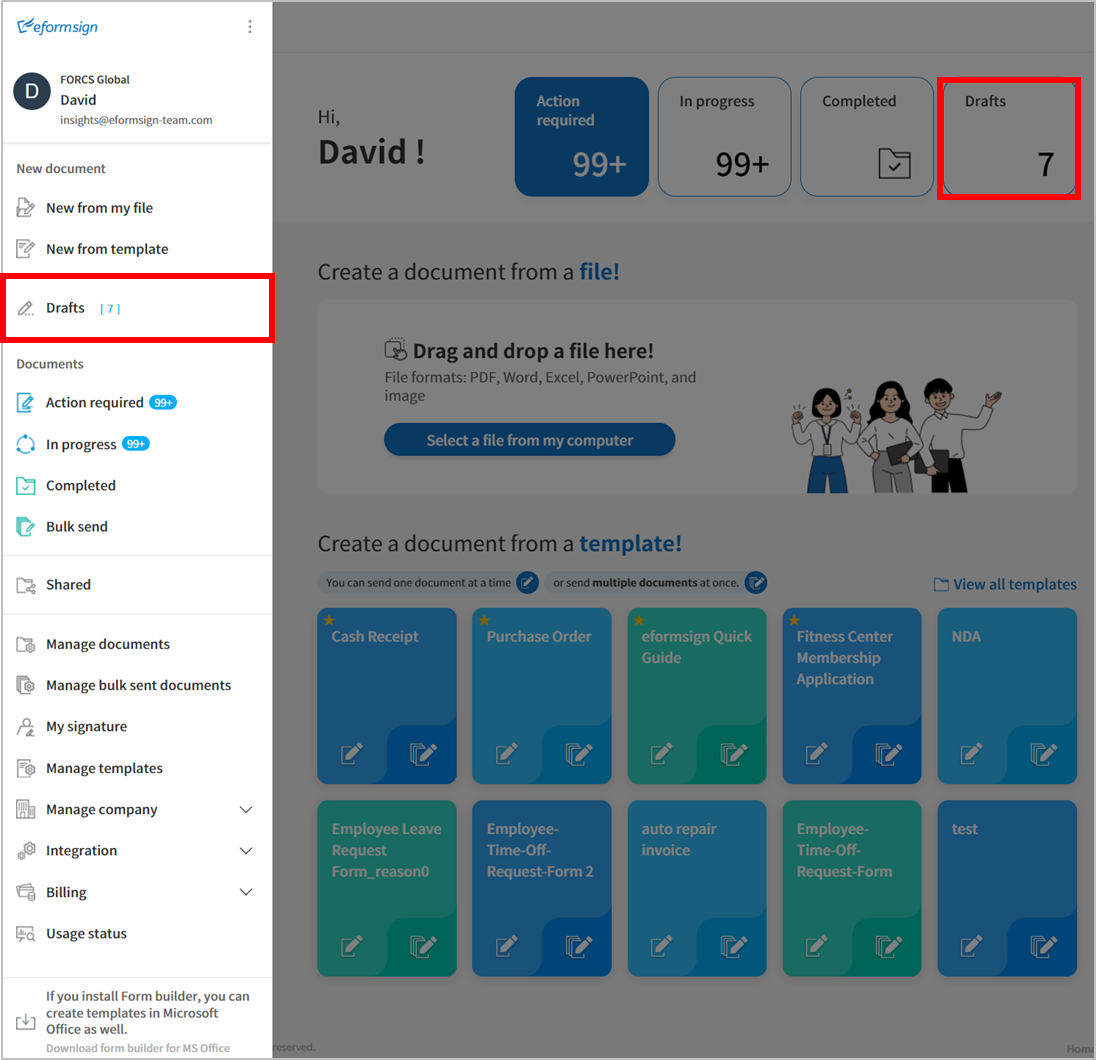 eformsign
D
FORCS Global
David
insights@eformsign-team.com
New document
New from my file
New from template
Drafts [ 7 ]
Documents
Action required 99+
In progress 99+
Completed
Bulk send
Shared
Manage documents
Manage bulk sent documents
My signature
Manage templates
Manage company
Integration
Billing
Usage status
If you install Form builder, you can
create templates in Microsoft
Office as well.
Download form builder for MS Office
Hi,
David !
Action
required
99+
In progress
99+
Completed
Drafts
7
Create a document from a file!
Drag and drop a file here!
File formats: PDF, Word, Excel, PowerPoint, and
image
Select a file from my computer
Create a document from a template!
You can send one document at a time
or send multiple documents at once.
View all templates
Cash Receipt
Purchase Order
eformsign Quick
Guide
Fitness Center
Membership
Application
NDA
Employee Leave
Request
Form_reason0
Employee-
Time-Off-
Request-Form 2
auto repair
invoice
Employee-
Time-Off-
Request-Form
test
reserved.
Home